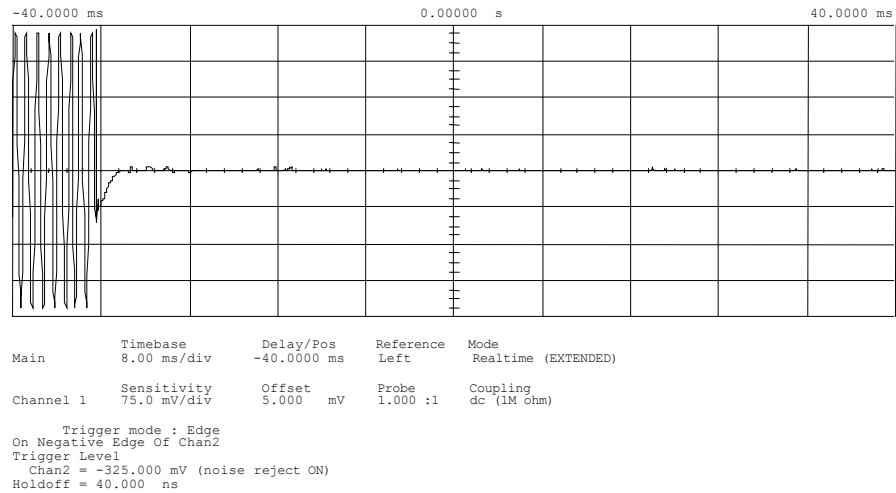 -40.0000 ms 0.00000 s 40.0000 ms
Timebase Delay/Pos Reference Mode
Main 8.00 ms/div -40.0000 ms Left Realtime (EXTENDED)
Sensitivity Offset Probe Coupling
Channel 1 75.0 mV/div 5.000 mV 1.000 :1 dc (1M ohm)
Trigger mode : Edge
On Negative Edge Of Chan2
Trigger Level
Chan2 = -325.000 mV (noise reject ON)
Holdoff = 40.000 ns